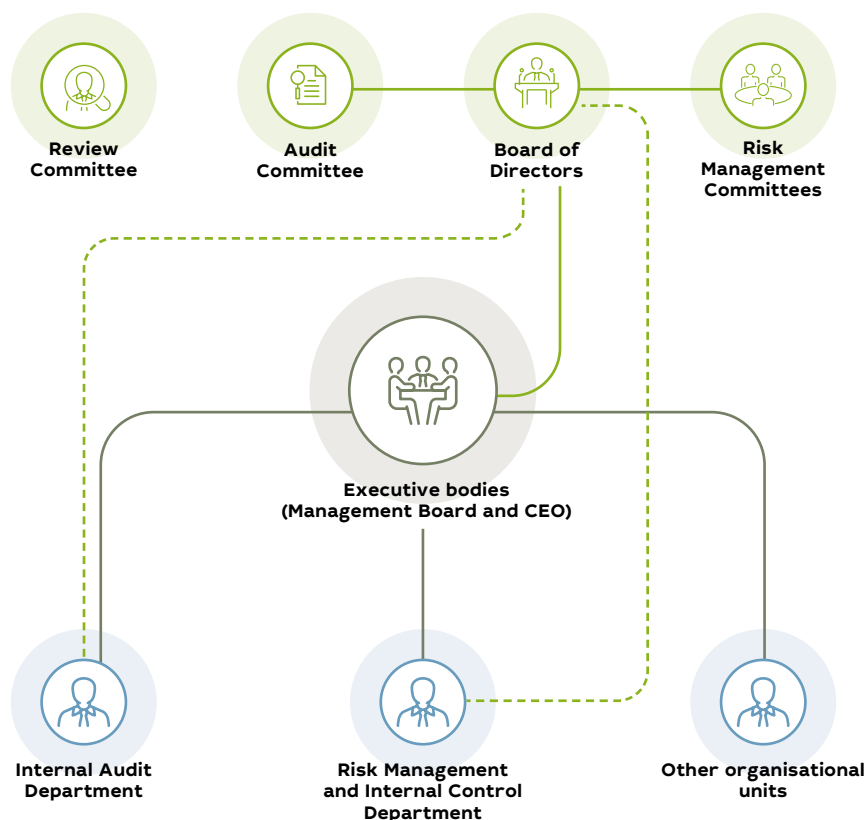 Review
Committee
Audit
Committee
Board of
Directors
Risk
Management
Committees
Executive bodies
(Management Board and CEO)
Internal Audit
Department
Risk Management
and Internal Control
Department
Other organisational
units